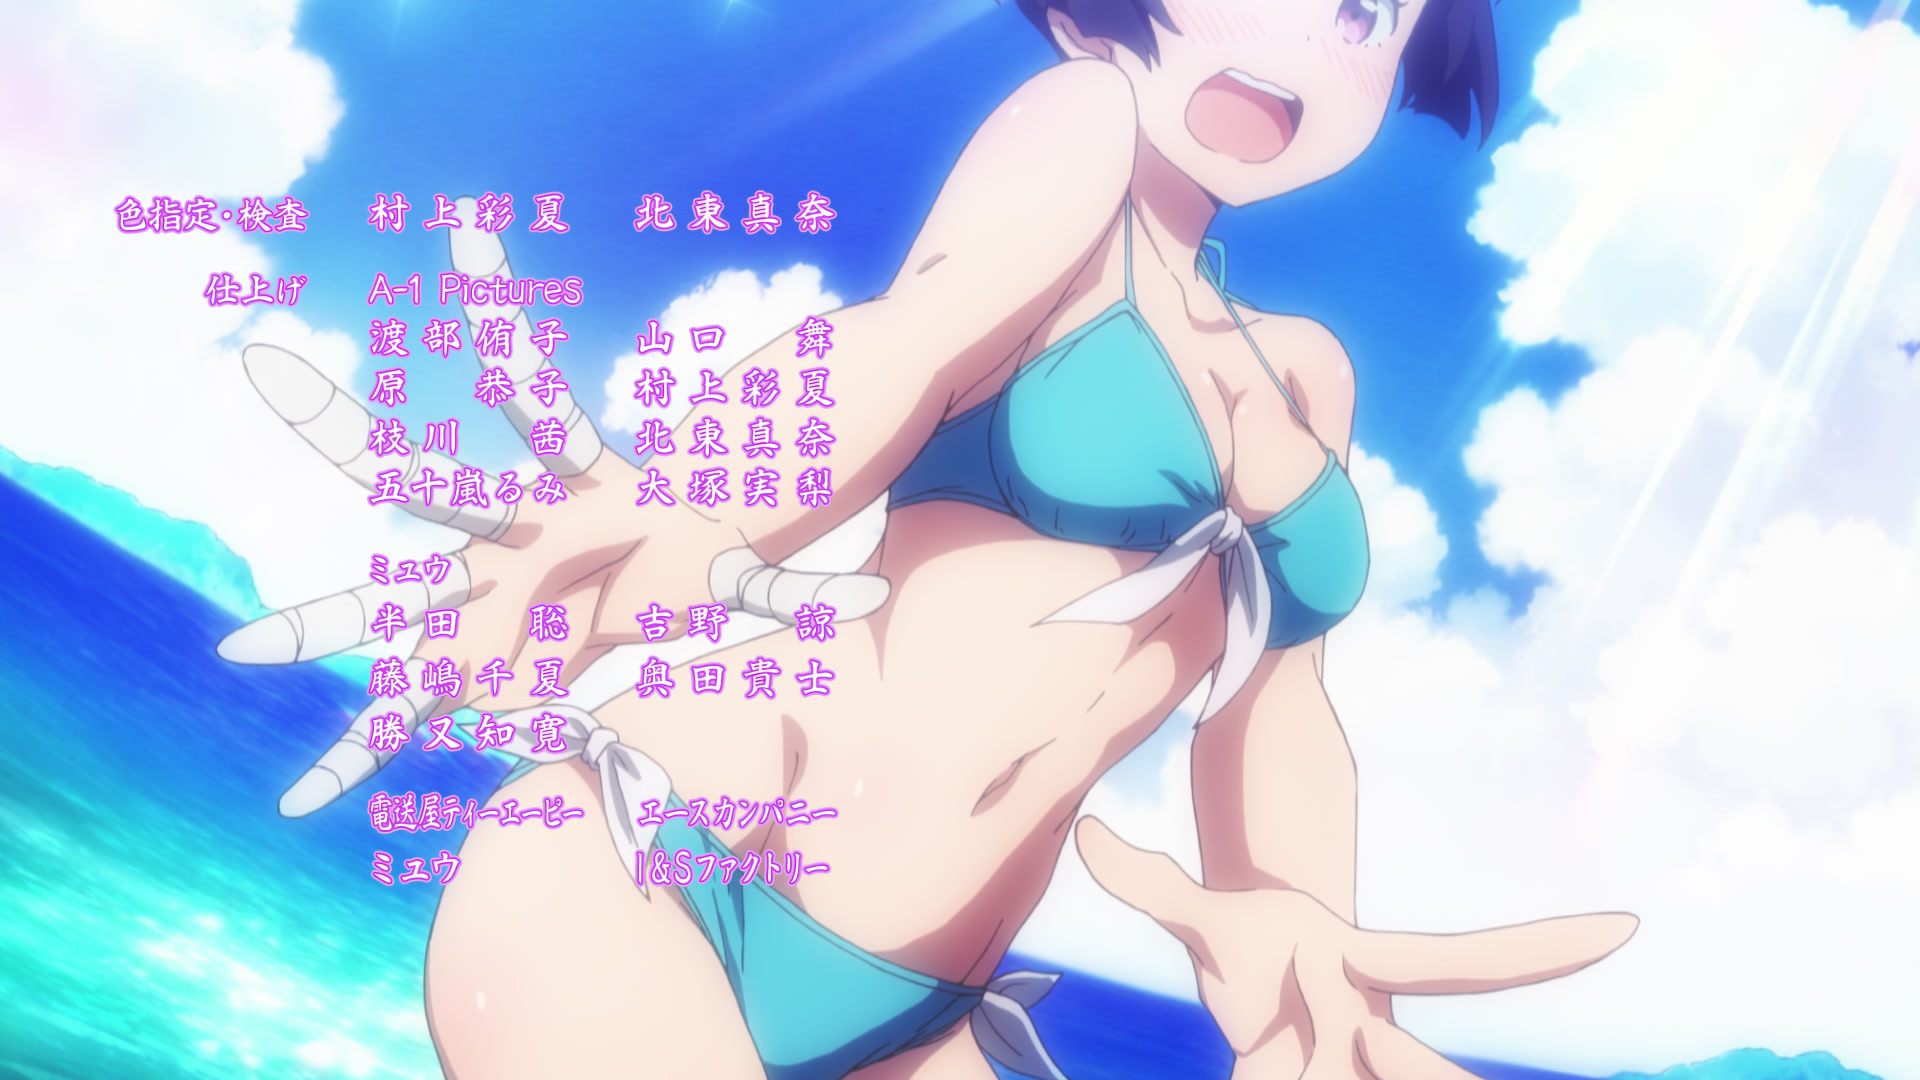 色指定・検査 村上彩夏 北東真奈
仕上げ A-1 Pictures
渡部侑子 山口 舞
原 恭子 村上彩夏
枝川 茜 北東真奈
五十嵐るみ 大塚実梨
ミュウ
半田 聡 吉野 諒
藤嶋千夏 奥田貴士
勝又知寛
電送屋ティーエーピー エースカンパニー
ミュウ I&Sファクトリー